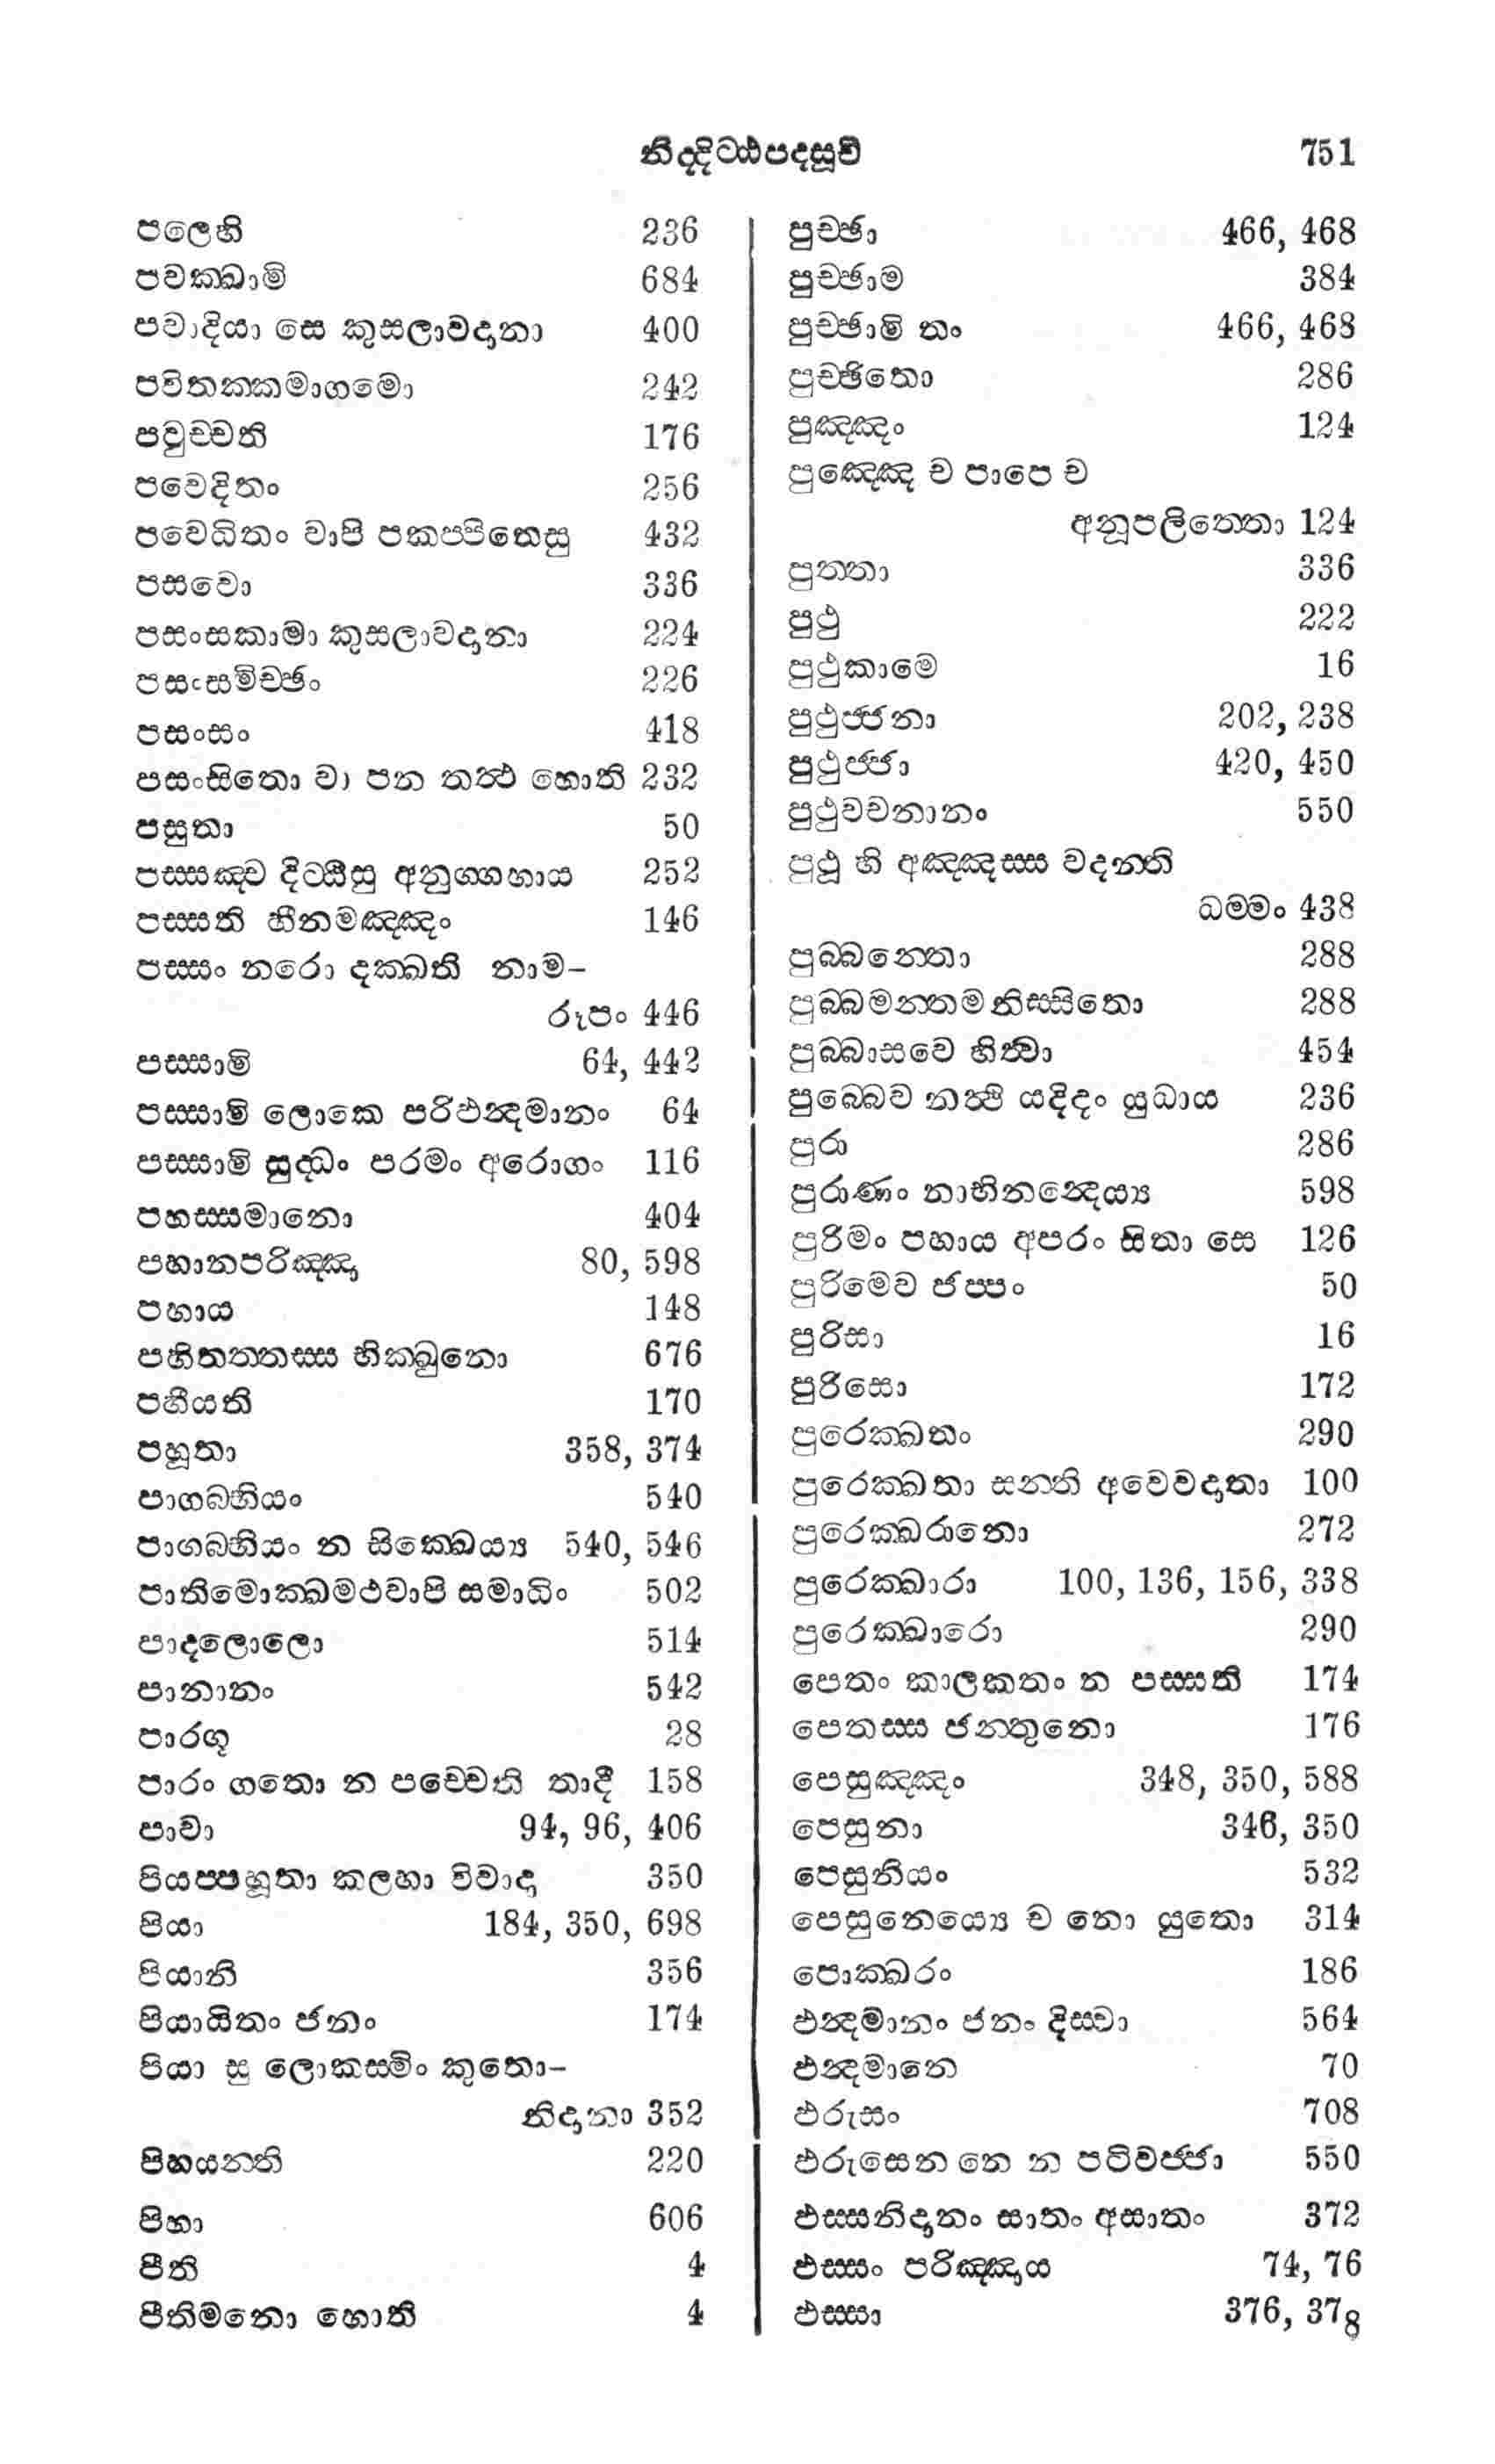 නිද්දිට්ඨපදසූචි 751
පලෙහි 236
පවක්ඛාමි 684
පවාදියා සෙ කුසලාවදානා 400
පවිතක්කමාගමො 242
පවුච්චති 176
පවෙදිතං 256
පවෙධිතං වාපි පකප්පිතෙසු 432
පසවො 336
පසංසකාමා කුසලාවදානා 224
පසංසමිච්ඡං 226
පසංසං 418
පසංසිතො වා පන තත්ථ හොති 232
පසුතා 50
පස්සඤ්ච දිට්ඨීසු අනුග්ගහාය 252
පස්සති හීනමඤ්ඤං 146
පස්සං නරො දක්ඛති නාම-
රූපං 446
පස්සාමි 64, 442
පස්සාමි ලොකෙ පරිඵන්දමානං 64
පස්සාමි සුද්ධං පරමං අරොගං 116
පහස්සමානො 404
පහානපරිඤ්ඤා 80, 598
පහාය 148
පහිතත්තස්ස භික්ඛුනො 676
පහීයති 170
පහූතා 358, 374
පාගබ්භියං 540
පාගබ්භියං න සික්ඛෙය්‍ය 540, 546
පාතිමොක්ඛමථවාපි සමාධිං 502
පාදලොලො 514
පානානං 542
පාරගූ 28
පාරං ගතො න පච්චෙති තාදී 158
පාවා 94, 96, 406
පියප්පහූතා කලහා විවාදා 350
පියා 184, 350, 698
පියානි 356
පියායිතං ජනං 174
පියා සු ලොකස්මිං කුතො-
නිදානා 352
පිහයන්ති 220
පිහා 606
පීති 4
පීතිමනො හොති 4
පුච්ඡා 466, 468
පුච්ඡාම 384
පුච්ඡාමි තං 466, 468
පුච්ඡිතො 286
පුඤ්ඤං 124
පුඤ්ඤෙ ච පාපෙ ච
අනූපලිත්තො 124
පුත්තා 336
පුථු 222
පුථුකාමෙ 16
පුථුජ්ජනා 202, 238
පුථුජ්ජා 420, 450
පුථුවචනානං 550
පුථූ හි අඤ්ඤස්ස වදන්ති
ධම්මං 438
පුබ්බන්තො 288
පුබ්බමන්තමනිස්සිතො 288
පුබ්බාසවෙ හිත්වා 454
පුබ්බෙව නත්ථි යදිදං යුධාය 236
පුරා 286
පුරාණං නාභිනන්දෙය්‍ය 598
පුරිමං පහාය අපරං සිතා සෙ 126
පුරිමෙව ජප්පං 50
පුරිසා 16
පුරිසො 172
පුරෙක්ඛතං 290
පුරෙක්ඛතා සන්ති අවෙවදාතා 100
පුරෙක්ඛරානො 272
පුරෙක්ඛාරා 100, 136, 156, 338
පුරෙක්ඛාරො 290
පෙතං කාලකතං න පස්සති 174
පෙතස්ස ජන්තුනො 176
පෙසුඤ්ඤං 348, 350, 588
පෙසුනා 346, 350
පෙසුනියං 532
පෙසුනෙය්‍යෙ ච නො යුතො 314
පොක්ඛරං 186
ඵන්දමානං ජනං දිස්වා 564
ඵන්දමානෙ 70
ඵරුසං 708
ඵරුසෙන නෙ න පටිවජ්ජා 550
ඵස්සනිදානං සාතං අසාතං 372
ඵස්සං පරිඤ්ඤාය 74, 76
ඵස්සා 376, 378